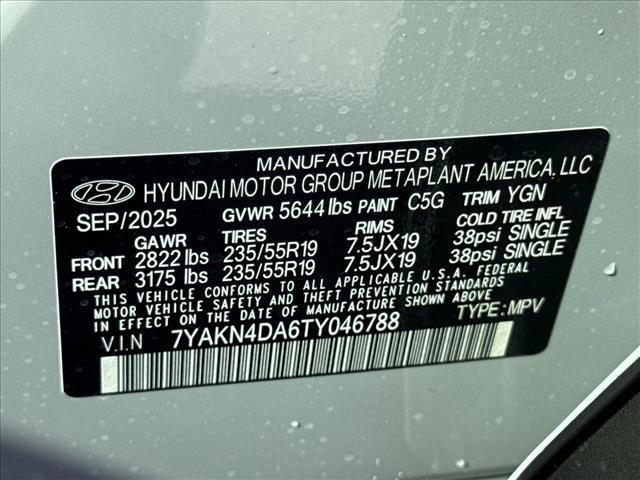 MANUFACTURED BY
HYUNDAI MOTOR GROUP METAPLANT AMERICA, LLC
SEP/2025 GVWR 5644 lbs PAINT C5G TRIM YGN
GAWR TIRES RIMS COLD TIRE INFL
FRONT 2822 lbs 235/55R19 7.5JX19 38psi SINGLE
REAR 3175 lbs 235/55R19 7.5JX19 38psi SINGLE
THIS VEHICLE CONFORMS TO ALL APPLICABLE U.S.A. FEDERAL
MOTOR VEHICLE SAFETY AND THEFT PREVENTION STANDARDS
IN EFFECT ON THE DATE OF MANUFACTURE SHOWN ABOVE.
V.I.N 7YAKN4DA6TY046788 TYPE: MPV